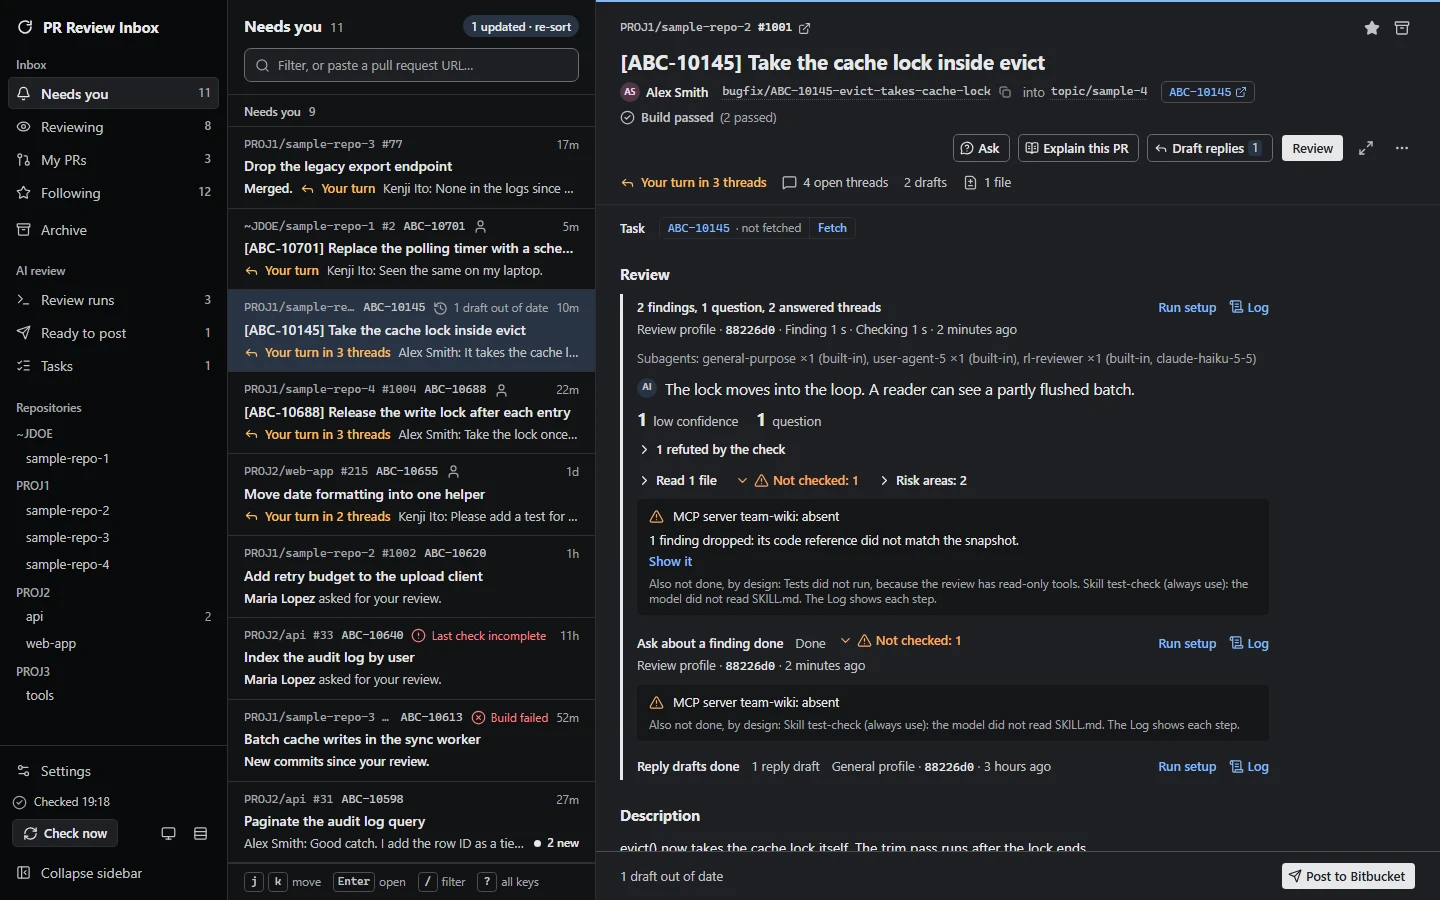 PR Review Inbox
Inbox
Needs you 11
Reviewing 8
My PRs 3
Following 12
Archive
AI review
Review runs 3
Ready to post 1
Tasks 1
Repositories
~JDOE
sample-repo-1
PROJ1
sample-repo-2
sample-repo-3
sample-repo-4
PROJ2
api 2
web-app
PROJ3
tools
Settings
Checked 19:18
Check now
Collapse sidebar
Needs you 11
1 updated · re-sort
Filter, or paste a pull request URL...
Needs you 9
PROJ1/sample-repo-3 #77 17m
Drop the legacy export endpoint
Merged. Your turn Kenji Ito: None in the logs since ...
~JDOE/sample-repo-1 #2 ABC-10701 5m
[ABC-10701] Replace the polling timer with a sche...
Your turn Kenji Ito: Seen the same on my laptop.
PROJ1/sample-re... ABC-10145 1 draft out of date 10m
[ABC-10145] Take the cache lock inside evict
Your turn in 3 threads Alex Smith: It takes the cache l...
PROJ1/sample-repo-4 #1004 ABC-10688 22m
[ABC-10688] Release the write lock after each entry
Your turn in 3 threads Alex Smith: Take the lock once...
PROJ2/web-app #215 ABC-10655 1d
Move date formatting into one helper
Your turn in 2 threads Kenji Ito: Please add a test for ...
PROJ1/sample-repo-2 #1002 ABC-10620 1h
Add retry budget to the upload client
Maria Lopez asked for your review.
PROJ2/api #33 ABC-10640 Last check incomplete 11h
Index the audit log by user
Maria Lopez asked for your review.
PROJ1/sample-repo-3 ... ABC-10613 Build failed 52m
Batch cache writes in the sync worker
New commits since your review.
PROJ2/api #31 ABC-10598 27m
Paginate the audit log query
Alex Smith: Good catch. I add the row ID as a tie... 2 new
j k move Enter open / filter ? all keys
PROJ1/sample-repo-2 #1001
[ABC-10145] Take the cache lock inside evict
AS Alex Smith bugfix/ABC-10145-evict-takes-cache-lock into topic/sample-4 ABC-10145
Build passed (2 passed)
Ask Explain this PR Draft replies 1 Review
Your turn in 3 threads 4 open threads 2 drafts 1 file
Task ABC-10145 · not fetched Fetch
Review
2 findings, 1 question, 2 answered threads Run setup Log
Review profile · 88226d0 · Finding 1 s · Checking 1 s · 2 minutes ago
Subagents: general-purpose ×1 (built-in), user-agent-5 ×1 (built-in), rl-reviewer ×1 (built-in, claude-haiku-5-5)
AI The lock moves into the loop. A reader can see a partly flushed batch.
1 low confidence 1 question
1 refuted by the check
Read 1 file Not checked: 1 Risk areas: 2
MCP server team-wiki: absent
1 finding dropped: its code reference did not match the snapshot.
Show it
Also not done, by design: Tests did not run, because the review has read-only tools. Skill test-check (always use): the
model did not read SKILL.md. The Log shows each step.
Ask about a finding done Done Not checked: 1 Run setup Log
Review profile · 88226d0 · 2 minutes ago
MCP server team-wiki: absent
Also not done, by design: Skill test-check (always use): the model did not read SKILL.md. The Log shows each step.
Reply drafts done 1 reply draft General profile · 88226d0 · 3 hours ago Run setup Log
Description
evict() now takes the cache lock itself. The trim pass runs after the lock ends.
1 draft out of date
Post to Bitbucket